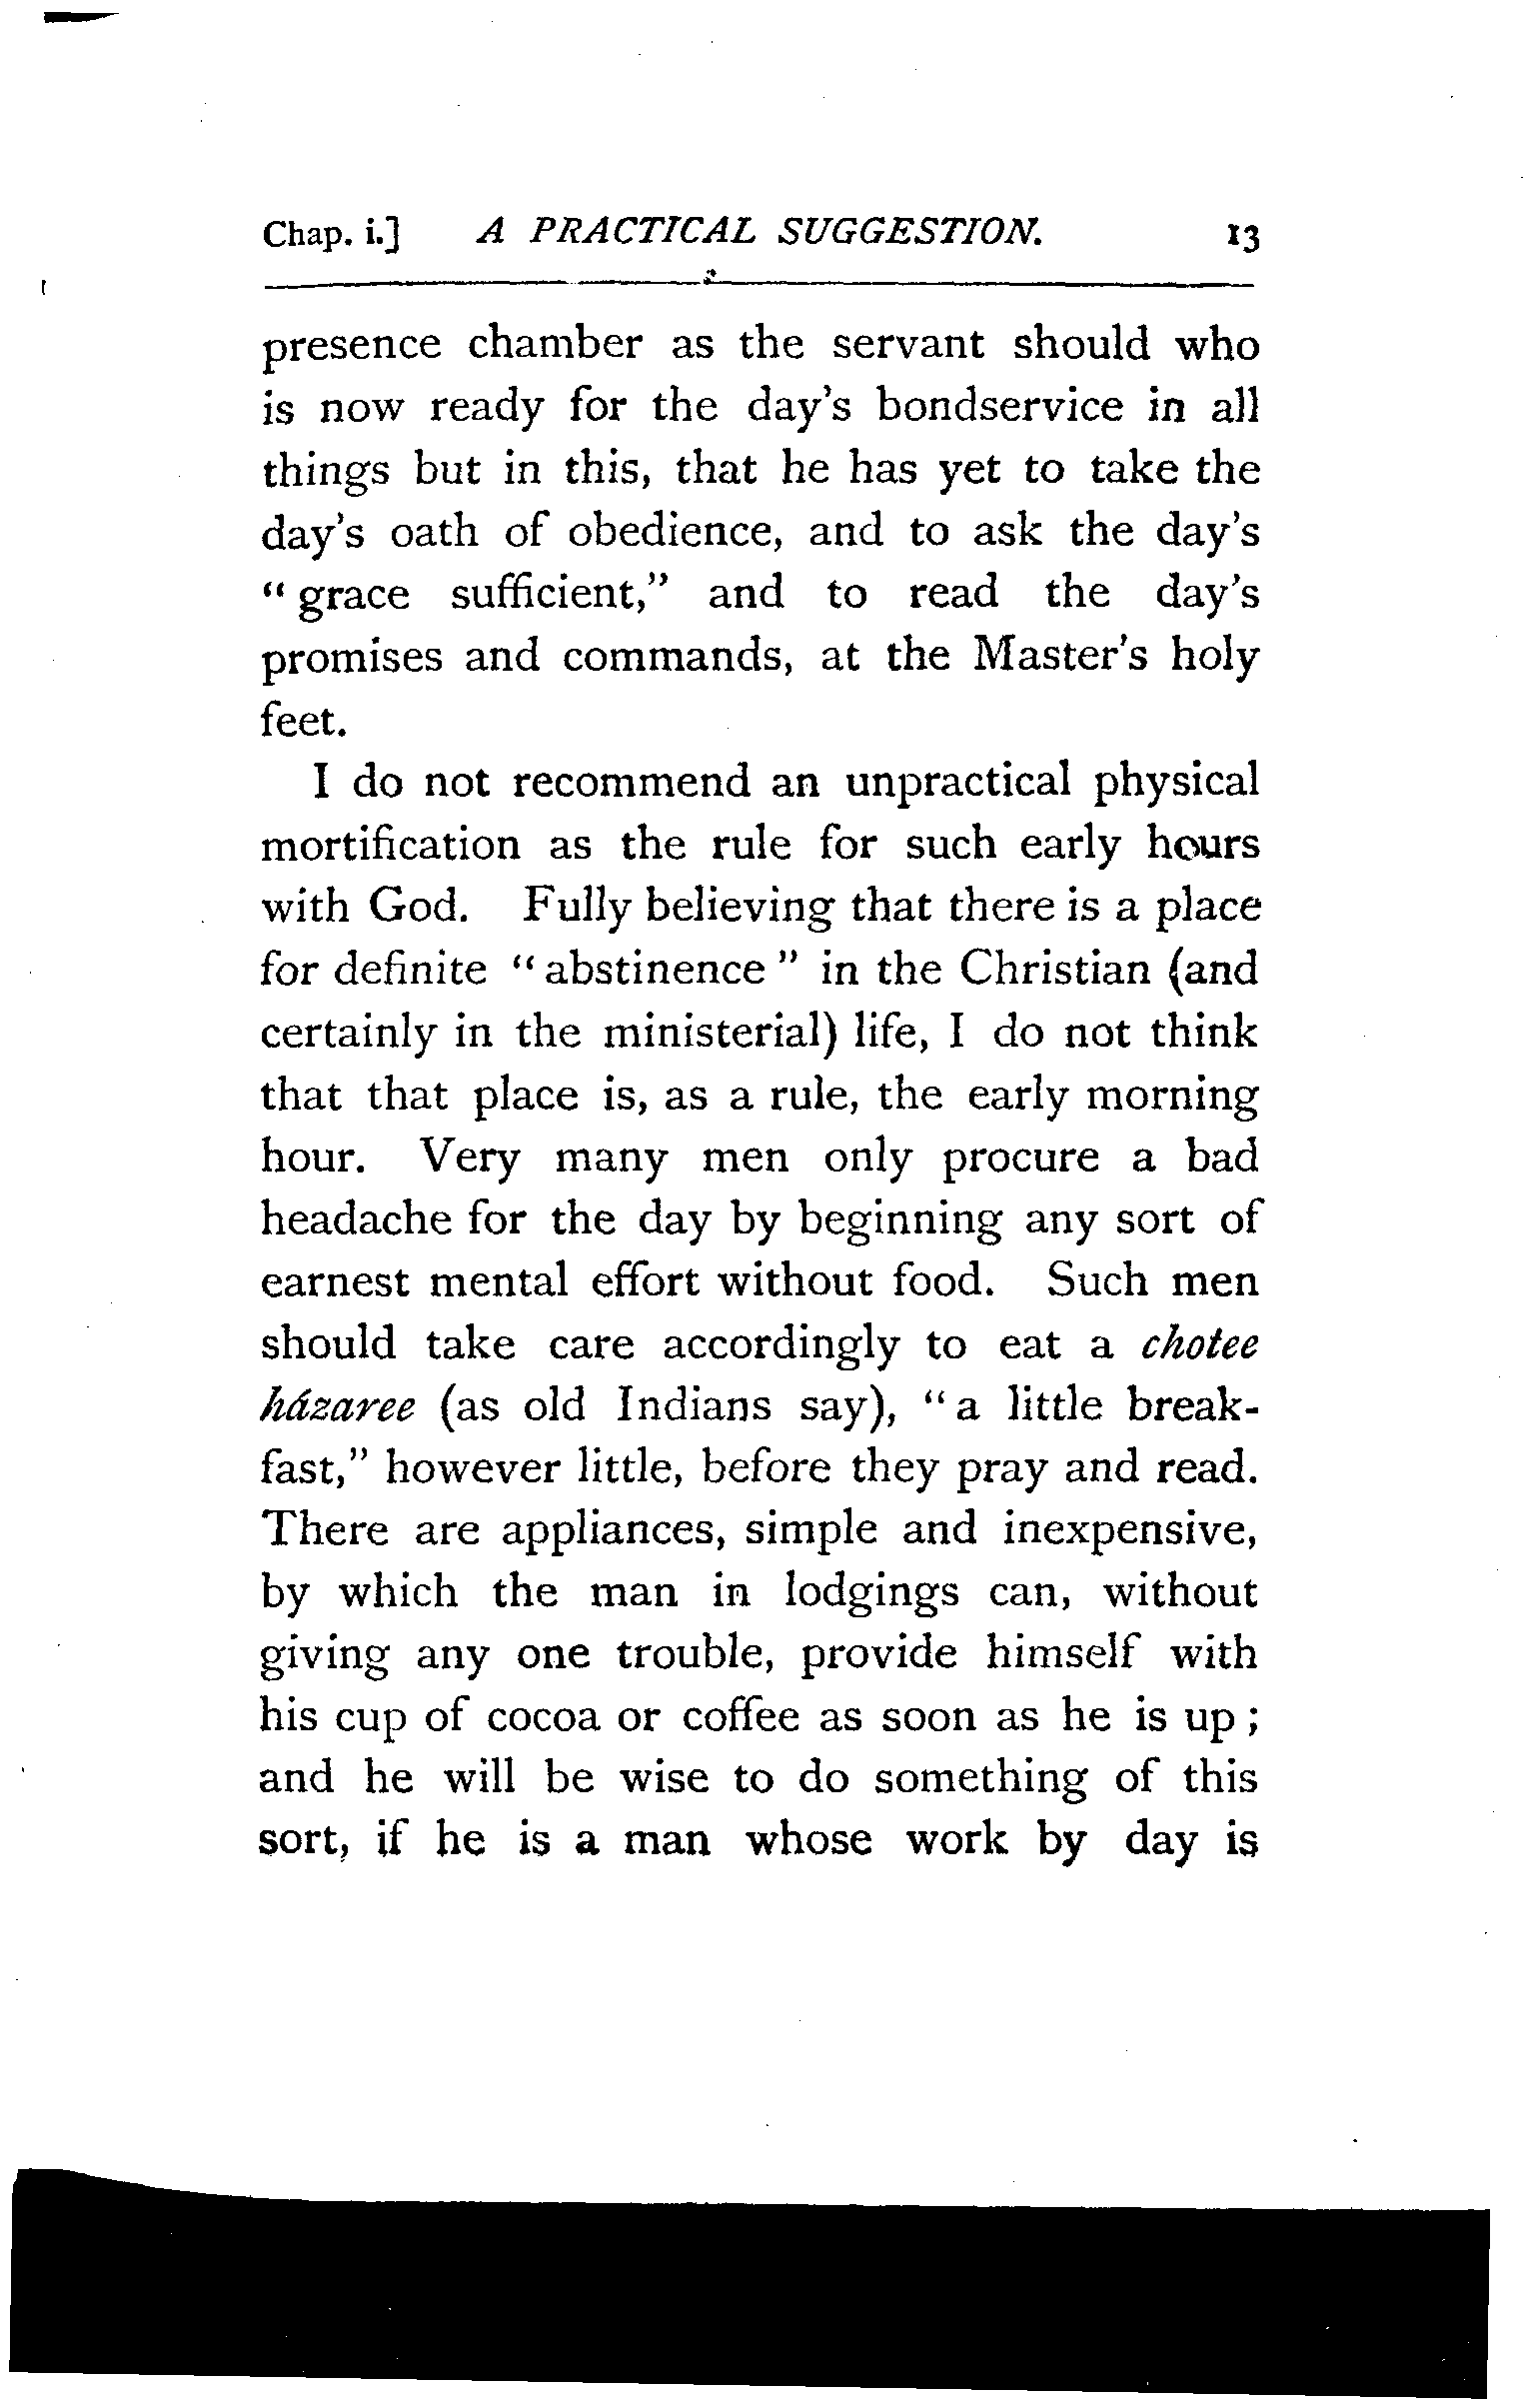 Chap. i.] A PRACTICAL SUGGESTION. 13
presence chamber as the servant should who
is now ready for the day's bondservice in all
things but in this, that he has yet to take the
day's oath of obedience, and to ask the day's
“ grace sufficient,” and to read the day's
promises and commands, at the Master's holy
feet.
I do not recommend an unpractical physical
mortification as the rule for such early hours
with God. Fully believing that there is a place
for definite “ abstinence ” in the Christian (and
certainly in the ministerial) life, I do not think
that that place is, as a rule, the early morning
hour. Very many men only procure a bad
headache for the day by beginning any sort of
earnest mental effort without food. Such men
should take care accordingly to eat a chotee
házaree (as old Indians say), “ a little break-
fast,” however little, before they pray and read.
There are appliances, simple and inexpensive,
by which the man in lodgings can, without
giving any one trouble, provide himself with
his cup of cocoa or coffee as soon as he is up ;
and he will be wise to do something of this
sort, if he is a man whose work by day is